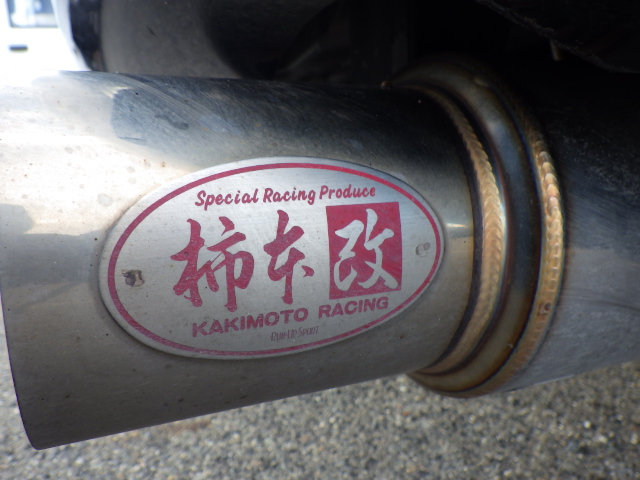 Special Racing Produce
柿本改
KAKIMOTO RACING